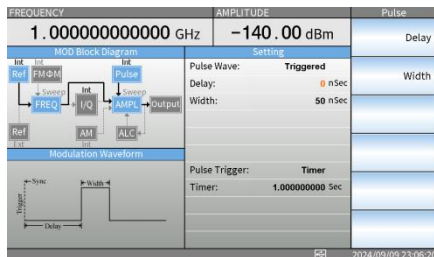 FREQUENCY
AMPLITUDE
Pulse
1.000000000000 GHz
-140.00 dBm
Delay
Width
MOD Block Diagram
Int
Int
Ref
FMΦM
Int
Pulse
Sweep
Int
Sweep
FREQ
I/Q
AMPL
Output
Ref
AM
ALC
Ext
Int
Modulation Waveform
Sync
Width
Trigger
Delay
Setting
Pulse Wave: Triggered
Delay: 0 nSec
Width: 50 nSec
Pulse Trigger: Timer
Timer: 1.000000000 Sec
2024/09/09 23:06:20